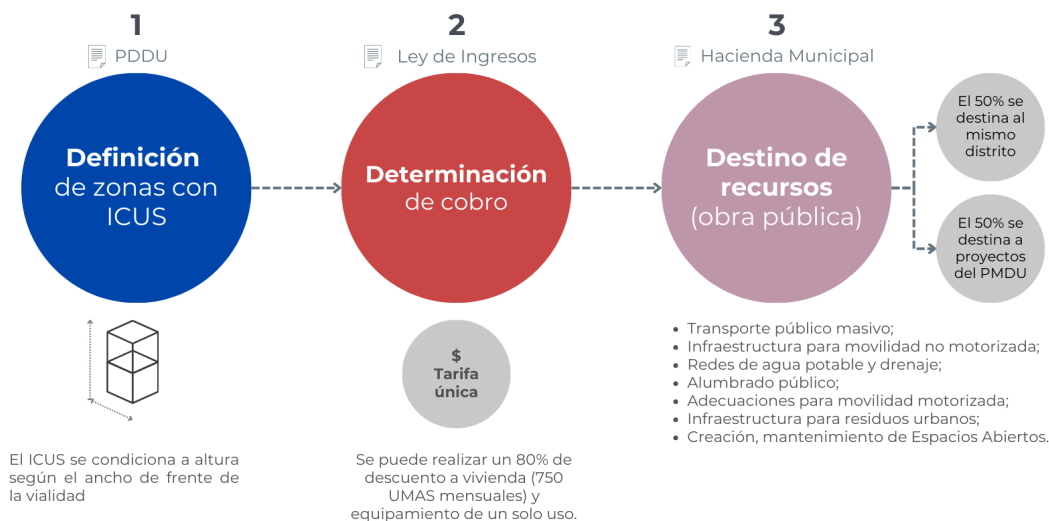 1
PDDU
Definición
de zonas con
ICUS
El ICUS se condiciona a altura
según el ancho de frente de
la vialidad
2
Ley de Ingresos
Determinación
de cobro
$
Tarifa
única
Se puede realizar un 80% de
descuento a vivienda (750
UMAS mensuales) y
equipamiento de un solo uso.
3
Hacienda Municipal
Destino de
recursos
(obra pública)
El 50% se
destina al
mismo
distrito
El 50% se
destina a
proyectos
del PMDU
• Transporte público masivo;
• Infraestructura para movilidad no motorizada;
• Redes de agua potable y drenaje;
• Alumbrado público;
• Adecuaciones para movilidad motorizada;
• Infraestructura para residuos urbanos;
• Creación, mantenimiento de Espacios Abiertos.